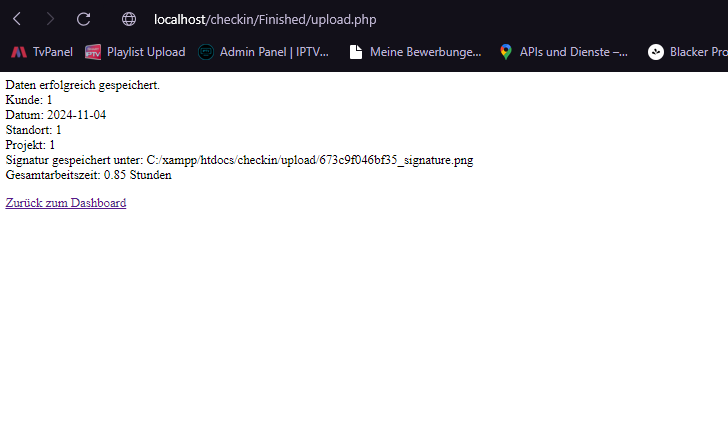 localhost/checkin/Finished/upload.php
TvPanel Playlist Upload Admin Panel | IPTV... Meine Bewerbunge... APIs und Dienste –... Blacker Pro
Daten erfolgreich gespeichert.
Kunde: 1
Datum: 2024-11-04
Standort: 1
Projekt: 1
Signatur gespeichert unter: C:/xampp/htdocs/checkin/upload/673c9f046bf35_signature.png
Gesamtarbeitszeit: 0.85 Stunden
Zurück zum Dashboard